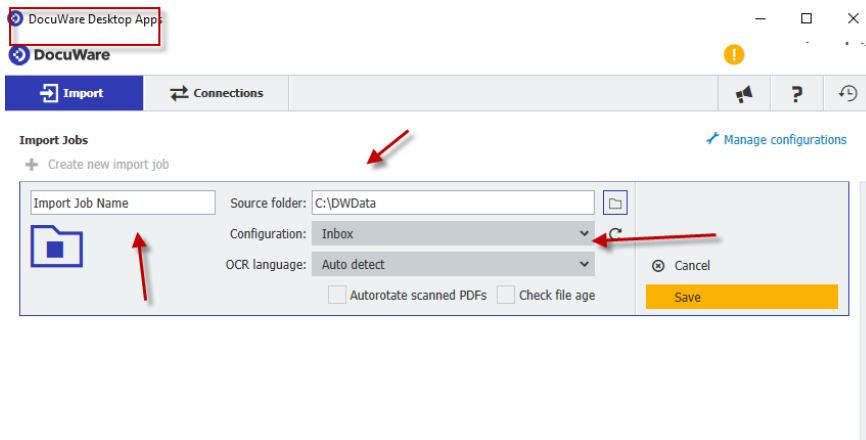 DocuWare Desktop Apps
DocuWare
Import Connections ?
Import Jobs Manage configurations
Create new import job
Import Job Name Source folder: C:\DWData
Configuration: Inbox
OCR language: Auto detect Cancel
Autorotate scanned PDFs Check file age Save